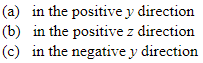 (a) in the positive y direction
(b) in the positive z direction
(c) in the negative y direction